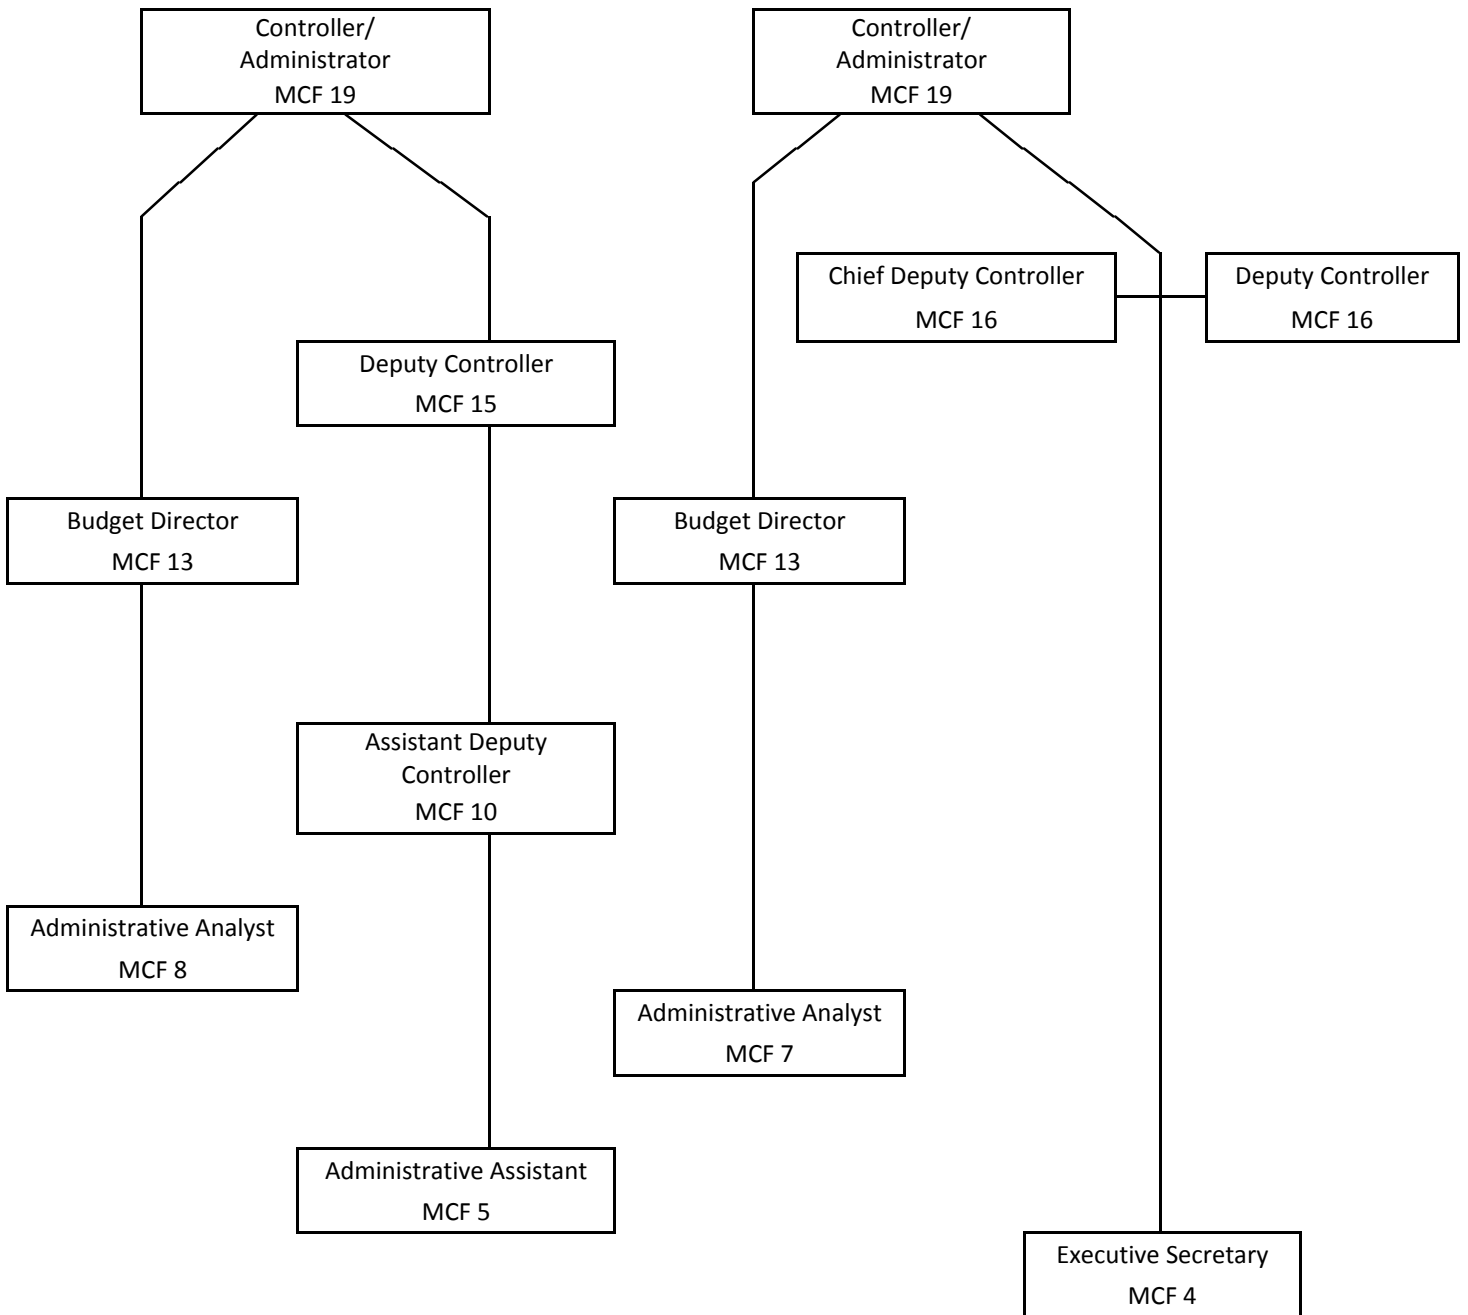 Controller/
Administrator
MCF 19
Controller/
Administrator
MCF 19
Chief Deputy Controller
MCF 16
Deputy Controller
MCF 16
Deputy Controller
MCF 15
Budget Director
MCF 13
Budget Director
MCF 13
Assistant Deputy
Controller
MCF 10
Administrative Analyst
MCF 8
Administrative Analyst
MCF 7
Administrative Assistant
MCF 5
Executive Secretary
MCF 4